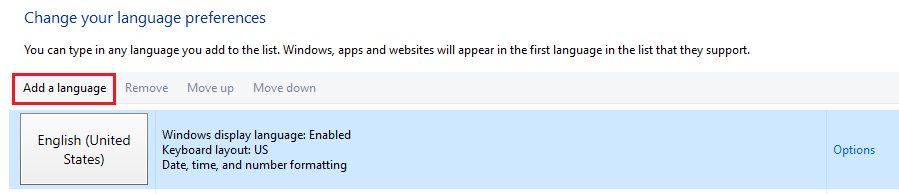 Change your language preferences
You can type in any language you add to the list. Windows, apps and websites will appear in the first language in the list that they support.
Add a language Remove Move up Move down
English (United
States)
Windows display language: Enabled
Keyboard layout: US
Date, time, and number formatting
Options